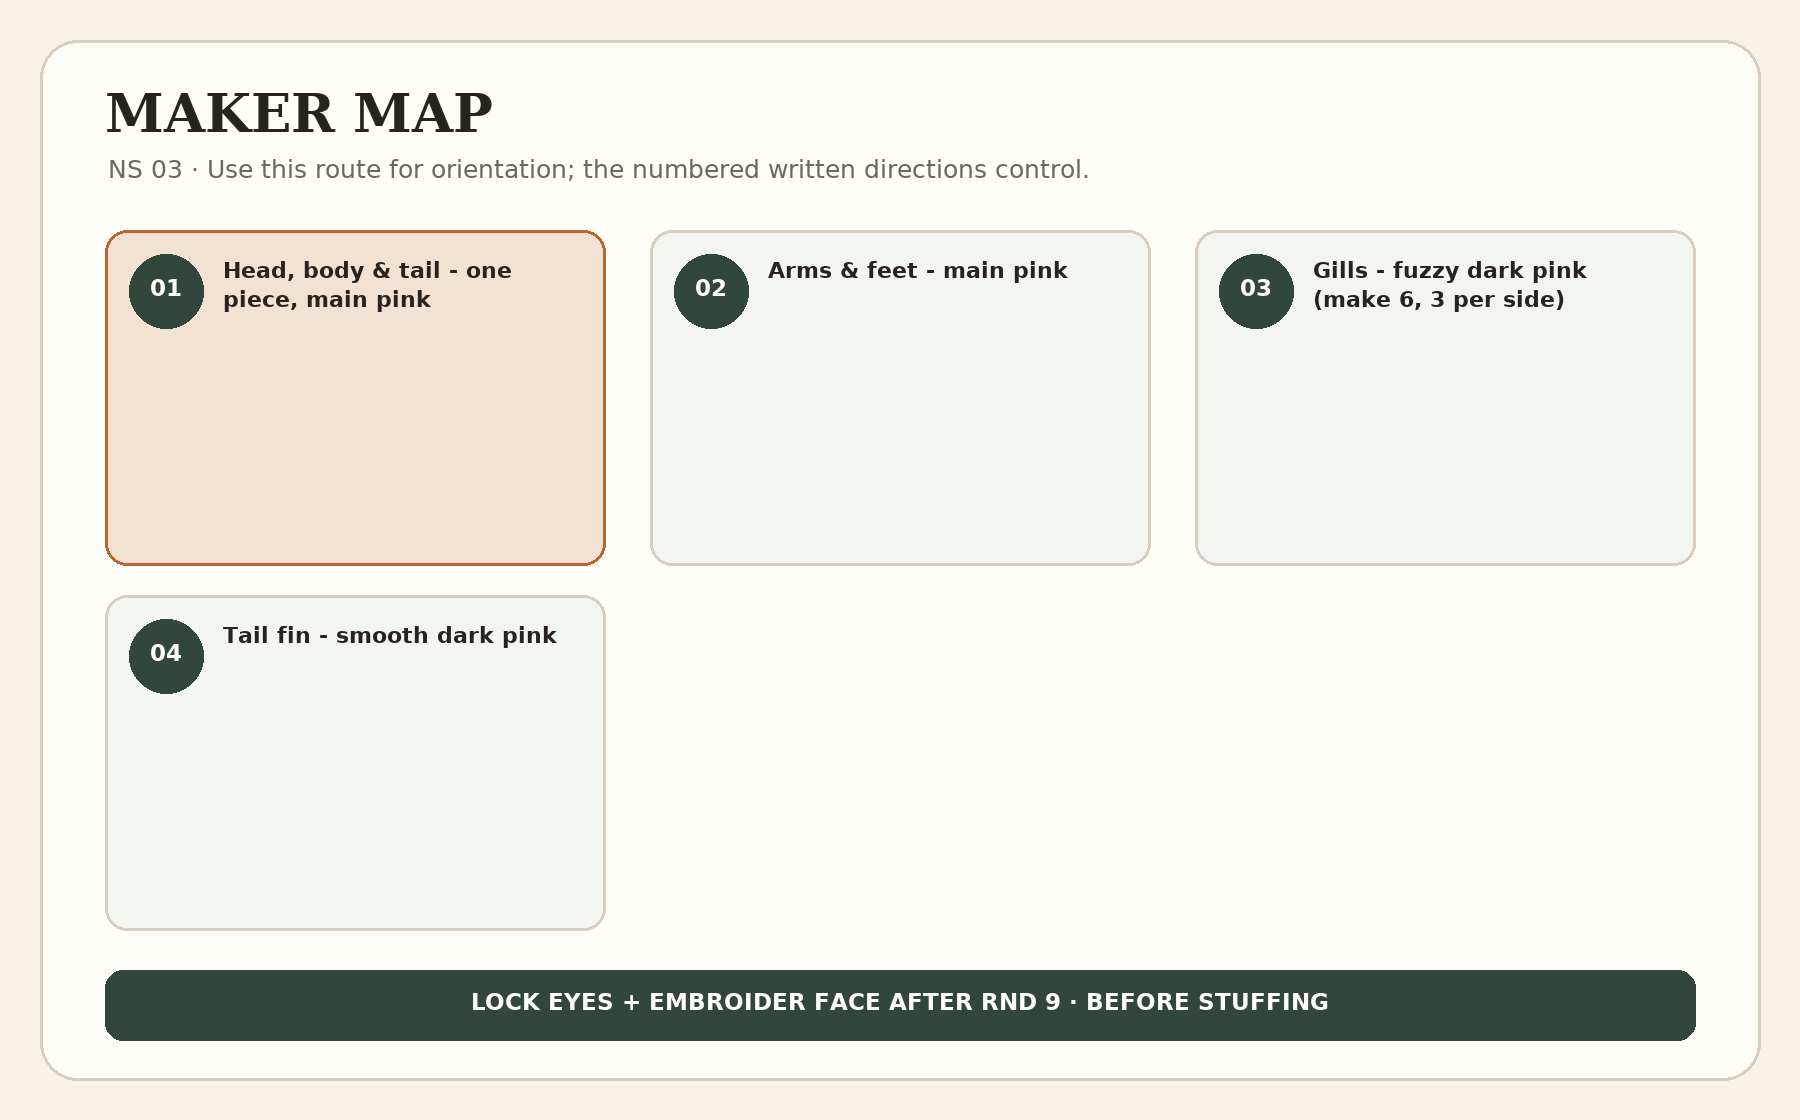 MAKER MAP
NS 03 · Use this route for orientation; the numbered written directions control.
01
Head, body & tail - one
piece, main pink
02
Arms & feet - main pink
03
Gills - fuzzy dark pink
(make 6, 3 per side)
04
Tail fin - smooth dark pink
LOCK EYES + EMBROIDER FACE AFTER RND 9 · BEFORE STUFFING